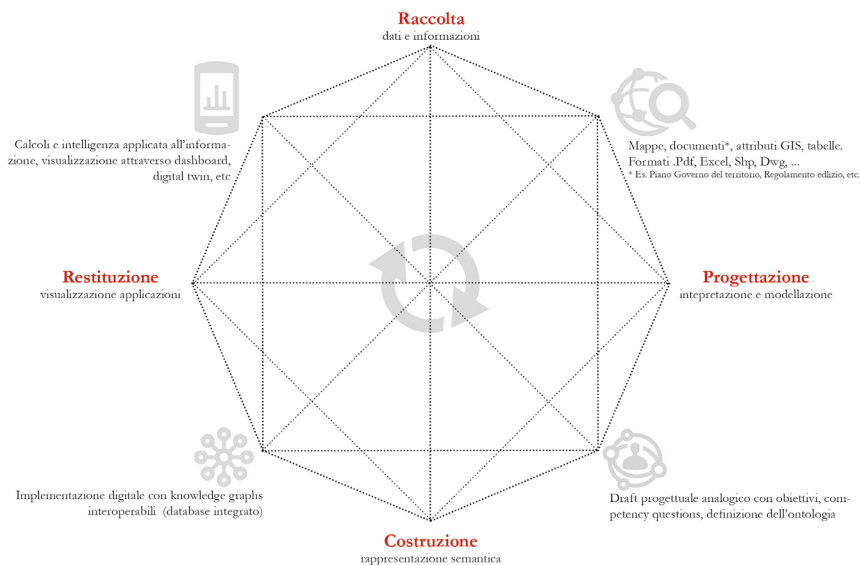 Raccolta
dati e informazioni
Calcoli e intelligenza applicata all'informa-
zione, visualizzazione attraverso dashboard,
digital twin, etc
Mappe, documenti*, attributi GIS, tabelle.
Formati .Pdf, Excel, Shp, Dwg, ...
* Es. Piano Governo del territorio, Regolamento edlizio, etc.
Restituzione
visualizzazione applicazioni
Progettazione
intepretazione e modellazione
Implementazione digitale con knowledge graphs
interoperabili (database integrato)
Draft progettuale analogico con obiettivi, com-
petency questions, definizione dell'ontologia
Costruzione
rappresentazione semantica